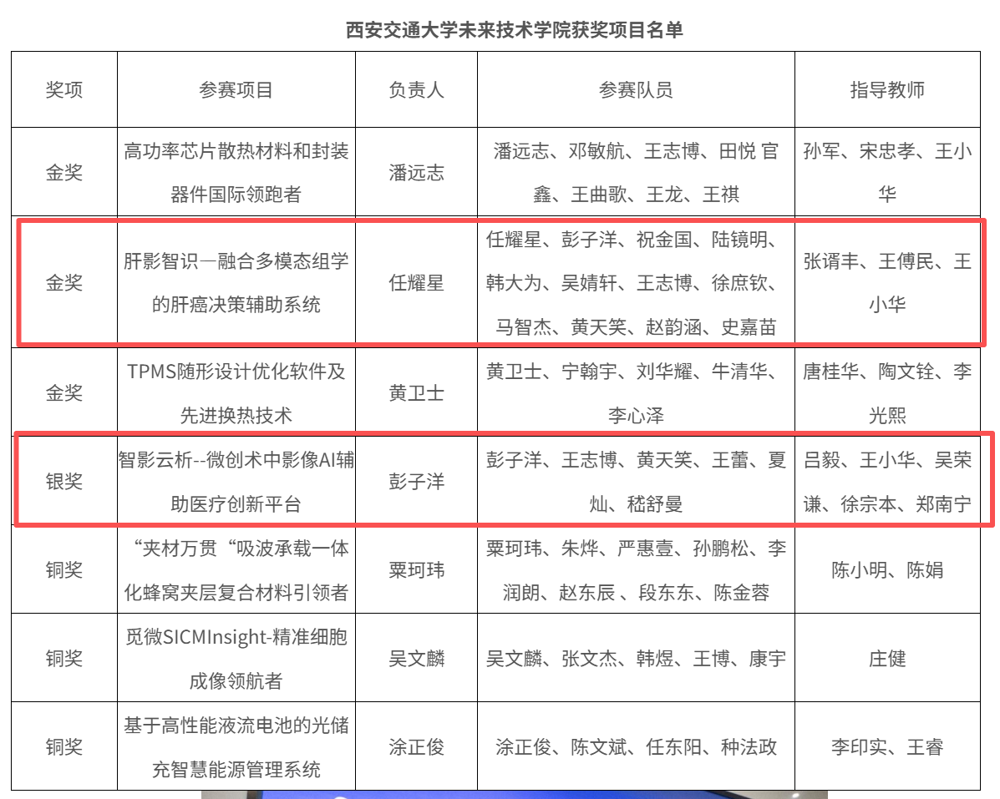 西安交通大学未来技术学院获奖项目名单
奖项 参赛项目 负责人 参赛队员 指导教师
金奖
高功率芯片散热材料和封装
器件国际领跑者
潘远志
潘远志、邓敏航、王志博、田悦 官
鑫、王曲歌、王龙、王祺
孙军、宋忠孝、王小
华
金奖
肝影智识—融合多模态组学
的肝癌决策辅助系统
任耀星
任耀星、彭子洋、祝金国、陆镜明、
韩大为、吴婧轩、王志博、徐庶钦、
马智杰、黄天笑、赵韵涵、史嘉苗
张谞丰、王傅民、王
小华
金奖
TPMS随形设计优化软件及
先进换热技术
黄卫士
黄卫士、宁翰宇、刘华耀、牛清华、
李心泽
唐桂华、陶文铨、李
光熙
银奖
智影云析--微创术中影像AI辅
助医疗创新平台
彭子洋
彭子洋、王志博、黄天笑、王蕾、夏
灿、嵇舒曼
吕毅、王小华、吴荣
谦、徐宗本、郑南宁
铜奖
“夹材万贯“吸波承载一体
化蜂窝夹层复合材料引领者
粟珂玮
粟珂玮、朱烨、严惠壹、孙鹏松、李
润朗、赵东辰 、段东东、陈金蓉
陈小明、陈娟
铜奖
觅微SICMInsight-精准细胞
成像领航者
吴文麟
吴文麟、张文杰、韩煜、王博、康宇
庄健
铜奖
基于高性能液流电池的光储
充智慧能源管理系统
涂正俊
涂正俊、陈文斌、任东阳、种法政
李印实、王睿